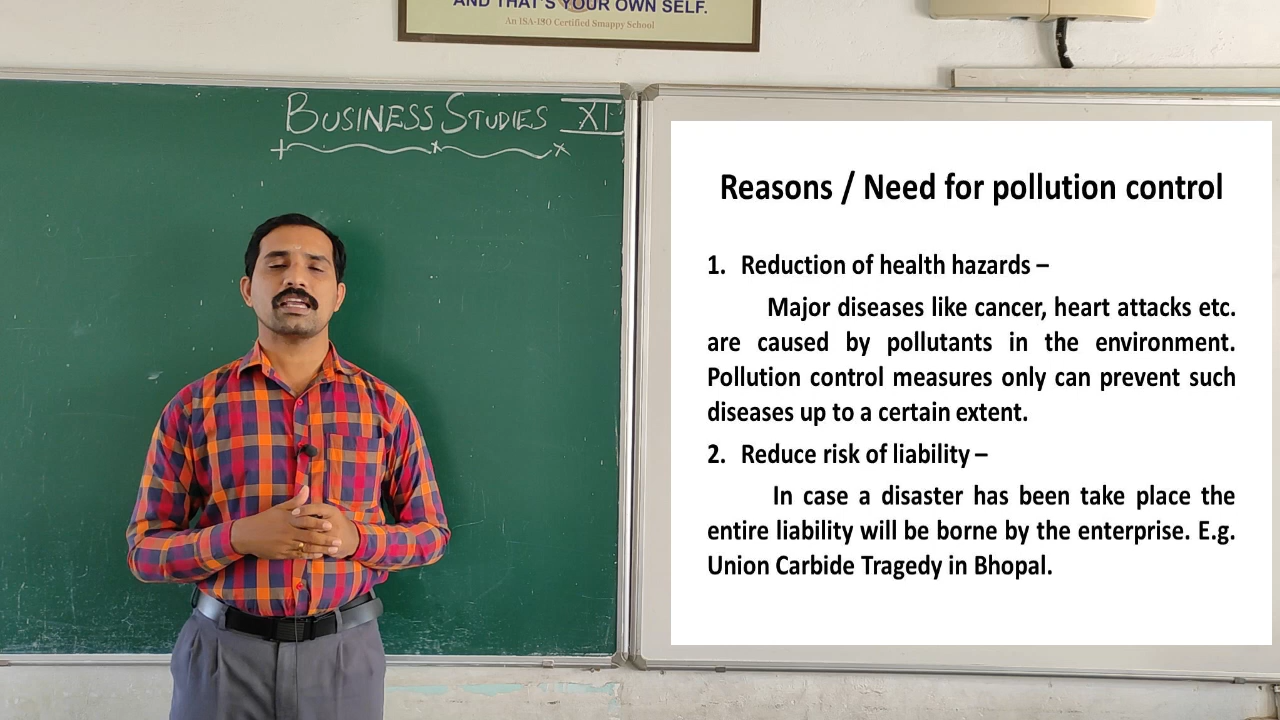 AND THAT'S YOUR OWN SELF.
An ISA-ISO Certified Smappy School
BUSINESS STUDIES XI
Reasons / Need for pollution control
1. Reduction of health hazards –
Major diseases like cancer, heart attacks etc.
are caused by pollutants in the environment.
Pollution control measures only can prevent such
diseases up to a certain extent.
2. Reduce risk of liability –
In case a disaster has been take place the
entire liability will be borne by the enterprise. E.g.
Union Carbide Tragedy in Bhopal.